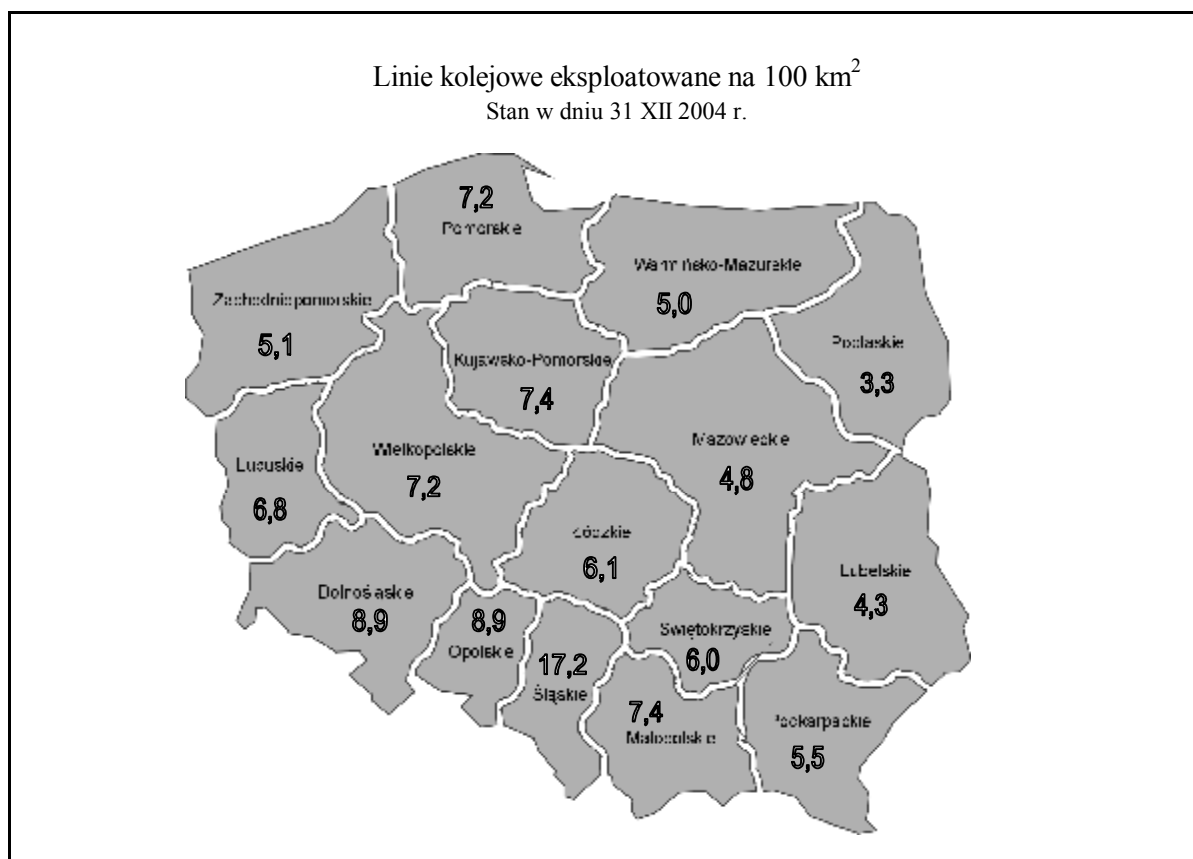 Linie kolejowe eksploatowane na 100 km²
Stan w dniu 31 XII 2004 r.
7,2
Pomorskie
Warmińsko-Mazurskie
5,0
Zachodniopomorskie
5,1
Podlaskie
3,3
Kujawsko-Pomorskie
7,4
Mazowieckie
4,8
Wielkopolskie
7,2
Lubuskie
6,8
Łódzkie
6,1
Lubelskie
4,3
Dolnośląskie
8,9
8,9
Opolskie
17,2
Śląskie
Świętokrzyskie
6,0
7,4
Małopolskie
Podkarpackie
5,5